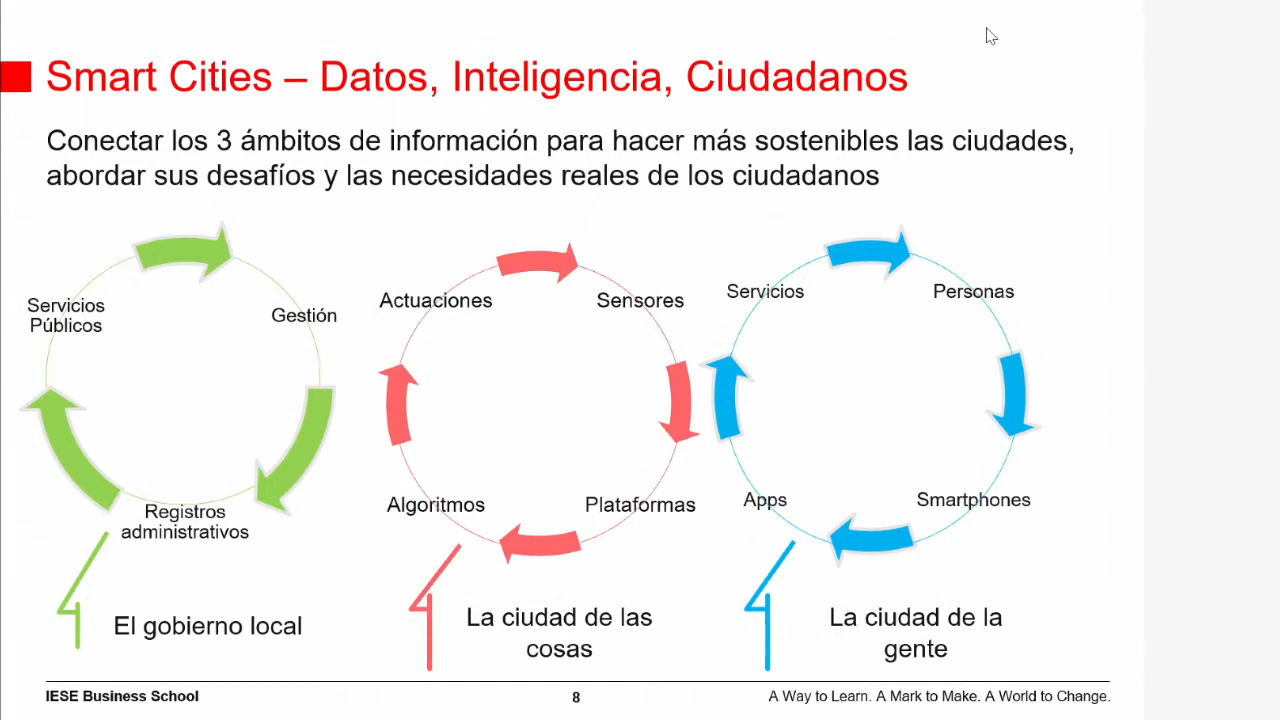 Smart Cities – Datos, Inteligencia, Ciudadanos
Conectar los 3 ámbitos de información para hacer más sostenibles las ciudades,
abordar sus desafíos y las necesidades reales de los ciudadanos
Servicios
Públicos
Gestión
Registros
administrativos
El gobierno local
Actuaciones
Sensores
Algoritmos
Plataformas
La ciudad de las
cosas
Servicios
Personas
Apps
Smartphones
La ciudad de la
gente
IESE Business School
8
A Way to Learn. A Mark to Make. A World to Change.